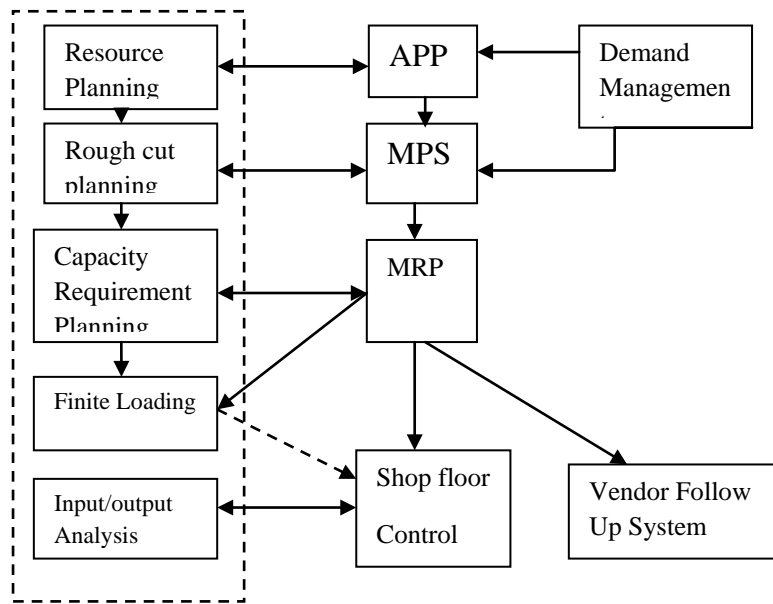 Resource
Planning
APP
Demand
Managemen
Rough cut
planning
MPS
Capacity
Requirement
Planning
MRP
Finite Loading
Shop floor
Control
Input/output
Analysis
Vendor Follow
Up System